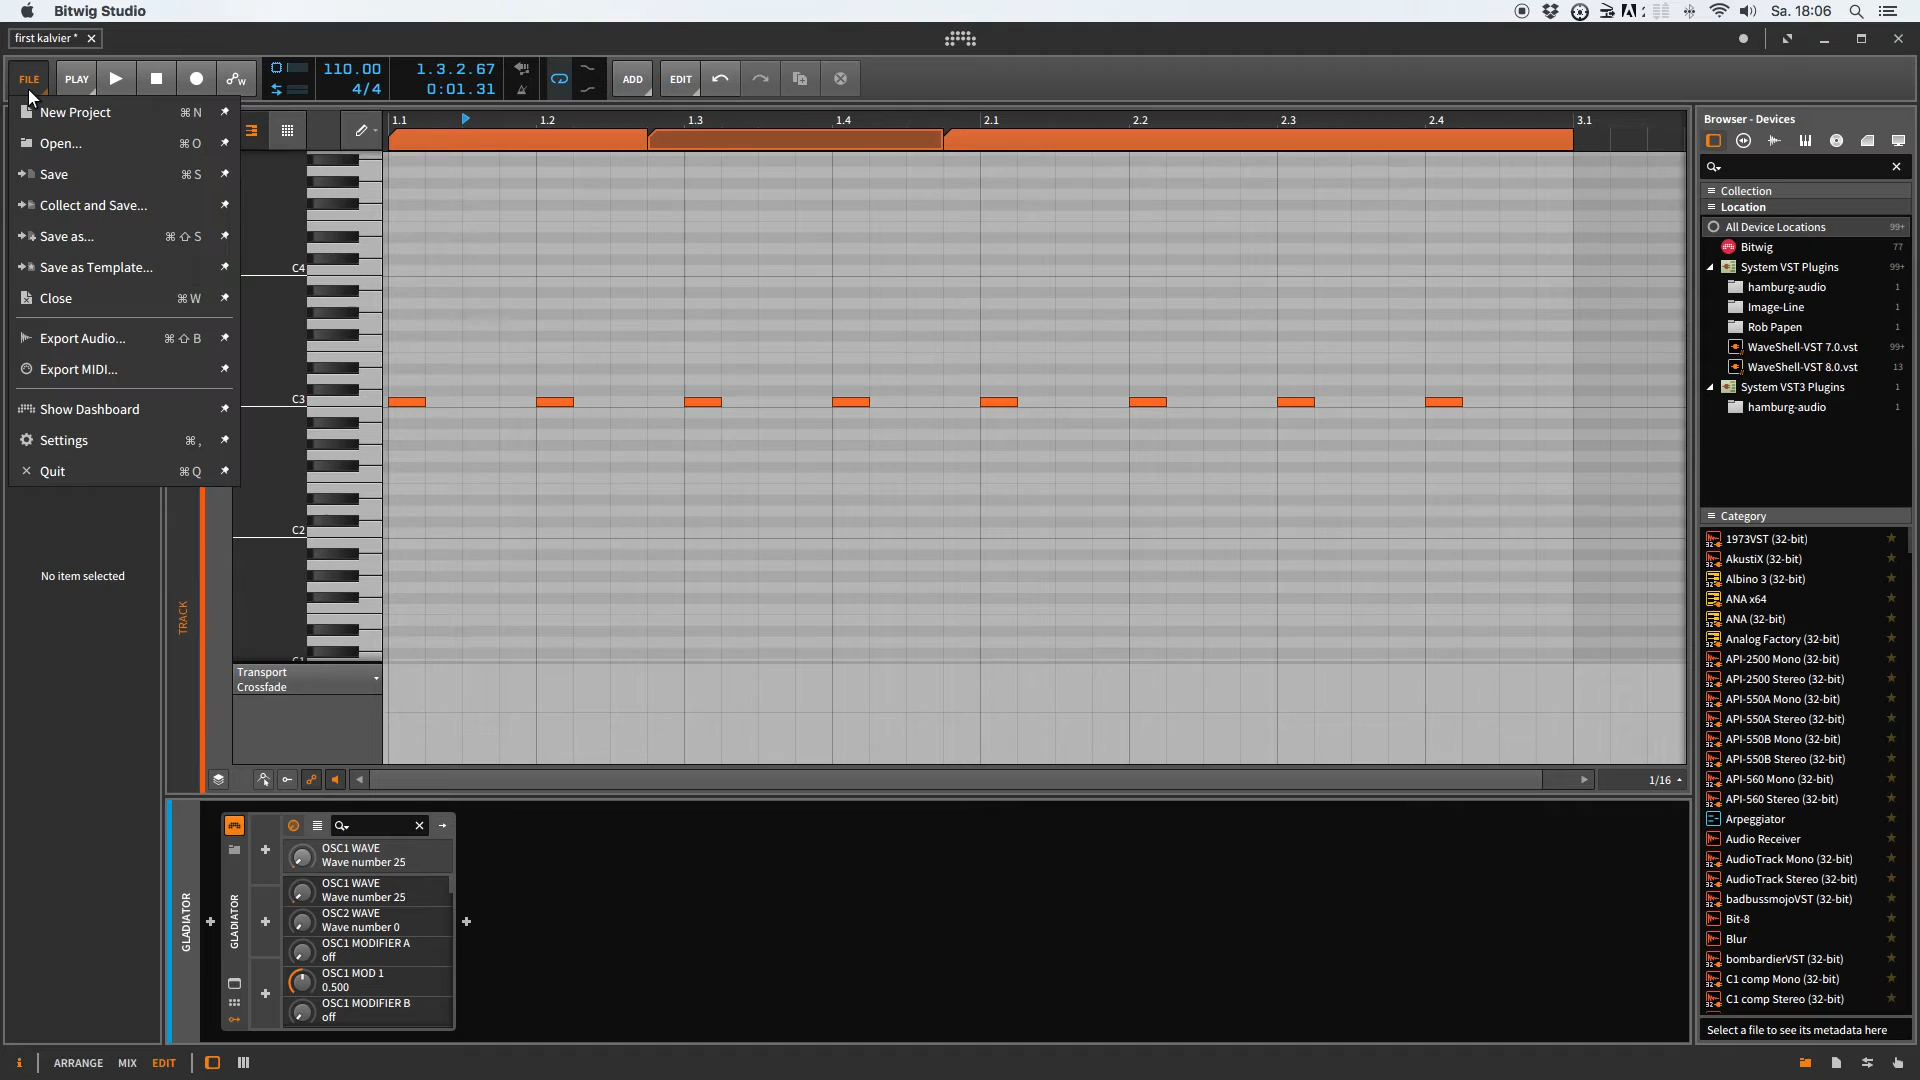 Bitwig Studio
Sa. 18:06
first kalvier *
FILE
PLAY
110.00
4/4
1.3.2.67
0:01.31
ADD
EDIT
New Project ⌘ N
Open... ⌘ O
Save ⌘ S
Collect and Save...
Save as... ⌘ ⇧ S
Save as Template...
Close ⌘ W
Export Audio... ⌘ ⇧ B
Export MIDI...
Show Dashboard
Settings ⌘ ,
Quit ⌘ Q
No item selected
TRACK
1.1 1.2 1.3 1.4 2.1 2.2 2.3 2.4 3.1
C4
C3
C2
C1
Transport
Crossfade
1/16
GLADIATOR
GLADIATOR
OSC1 WAVE
Wave number 25
OSC1 WAVE
Wave number 25
OSC2 WAVE
Wave number 0
OSC1 MODIFIER A
off
OSC1 MOD 1
0.500
OSC1 MODIFIER B
off
Browser - Devices
Collection
Location
All Device Locations 99+
Bitwig 77
System VST Plugins 99+
hamburg-audio 1
Image-Line 1
Rob Papen 1
WaveShell-VST 7.0.vst 99+
WaveShell-VST 8.0.vst 13
System VST3 Plugins 1
hamburg-audio 1
Category
1973VST (32-bit)
AkustiX (32-bit)
Albino 3 (32-bit)
ANA x64
ANA (32-bit)
Analog Factory (32-bit)
API-2500 Mono (32-bit)
API-2500 Stereo (32-bit)
API-550A Mono (32-bit)
API-550A Stereo (32-bit)
API-550B Mono (32-bit)
API-550B Stereo (32-bit)
API-560 Mono (32-bit)
API-560 Stereo (32-bit)
Arpeggiator
Audio Receiver
AudioTrack Mono (32-bit)
AudioTrack Stereo (32-bit)
badbussmojoVST (32-bit)
Bit-8
Blur
bombardierVST (32-bit)
C1 comp Mono (32-bit)
C1 comp Stereo (32-bit)
Select a file to see its metadata here
i
ARRANGE
MIX
EDIT